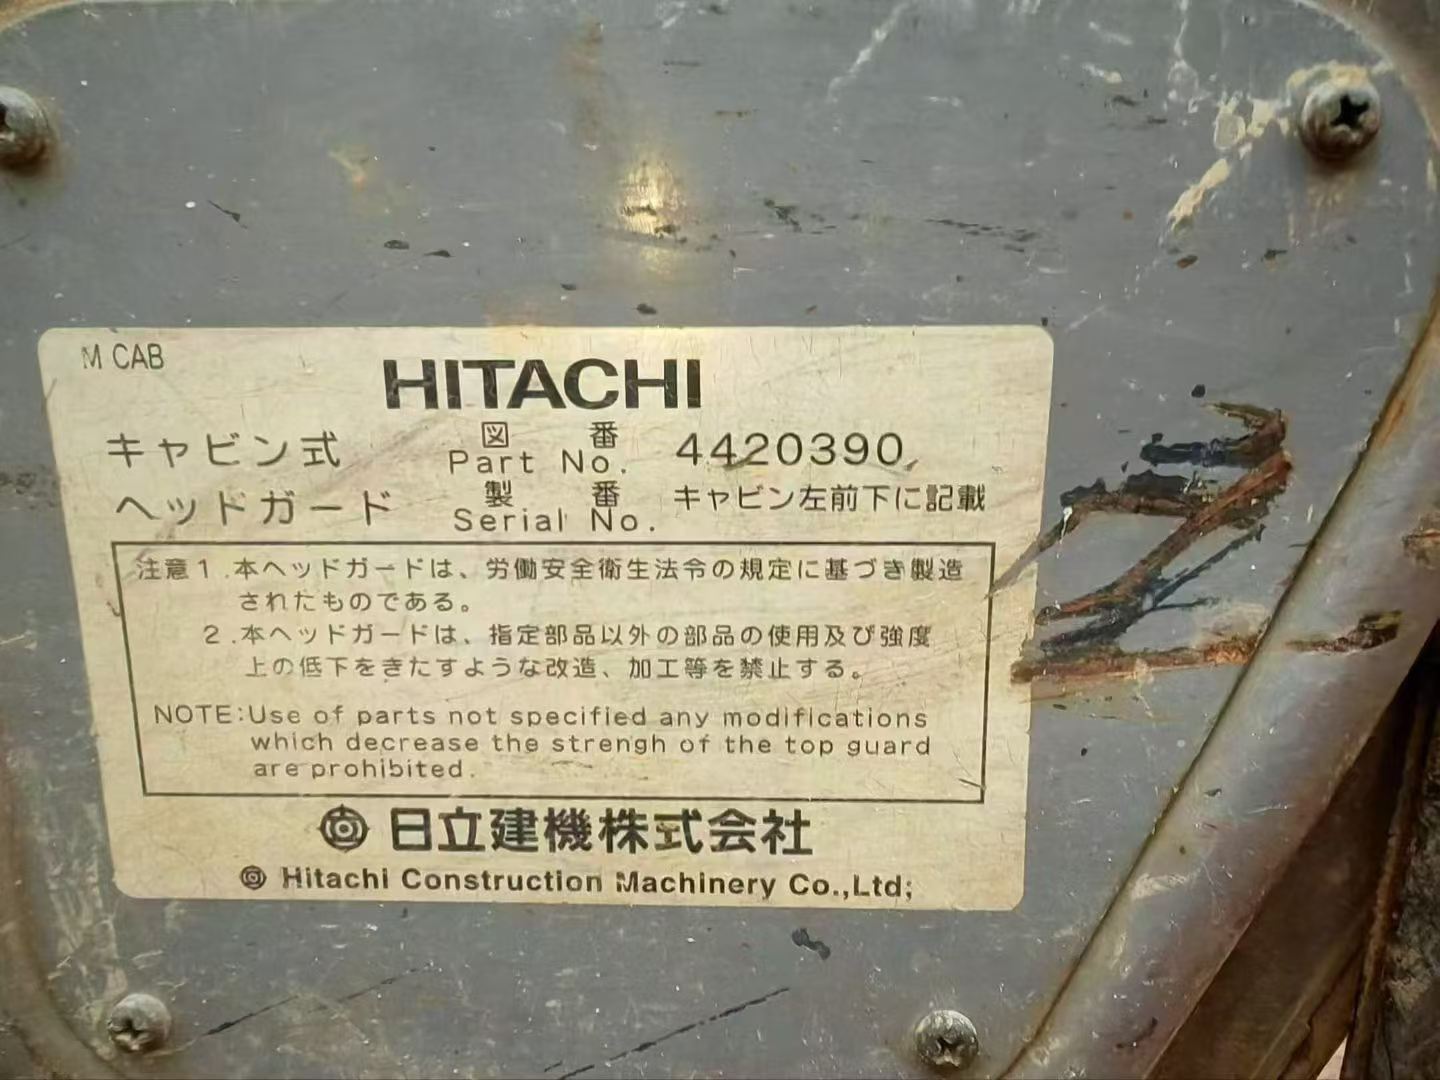 M CAB
HITACHI
キャビン式
ヘッドガード
図番
Part No. 4420390
製番
Serial No. キャビン左前下に記載
注意1.本ヘッドガードは、労働安全衛生法令の規定に基づき製造
されたものである。
2.本ヘッドガードは、指定部品以外の部品の使用及び強度
上の低下をきたすような改造、加工等を禁止する。
NOTE:Use of parts not specified any modifications
which decrease the strengh of the top guard
are prohibited.
日立建機株式会社
Hitachi Construction Machinery Co.,Ltd;